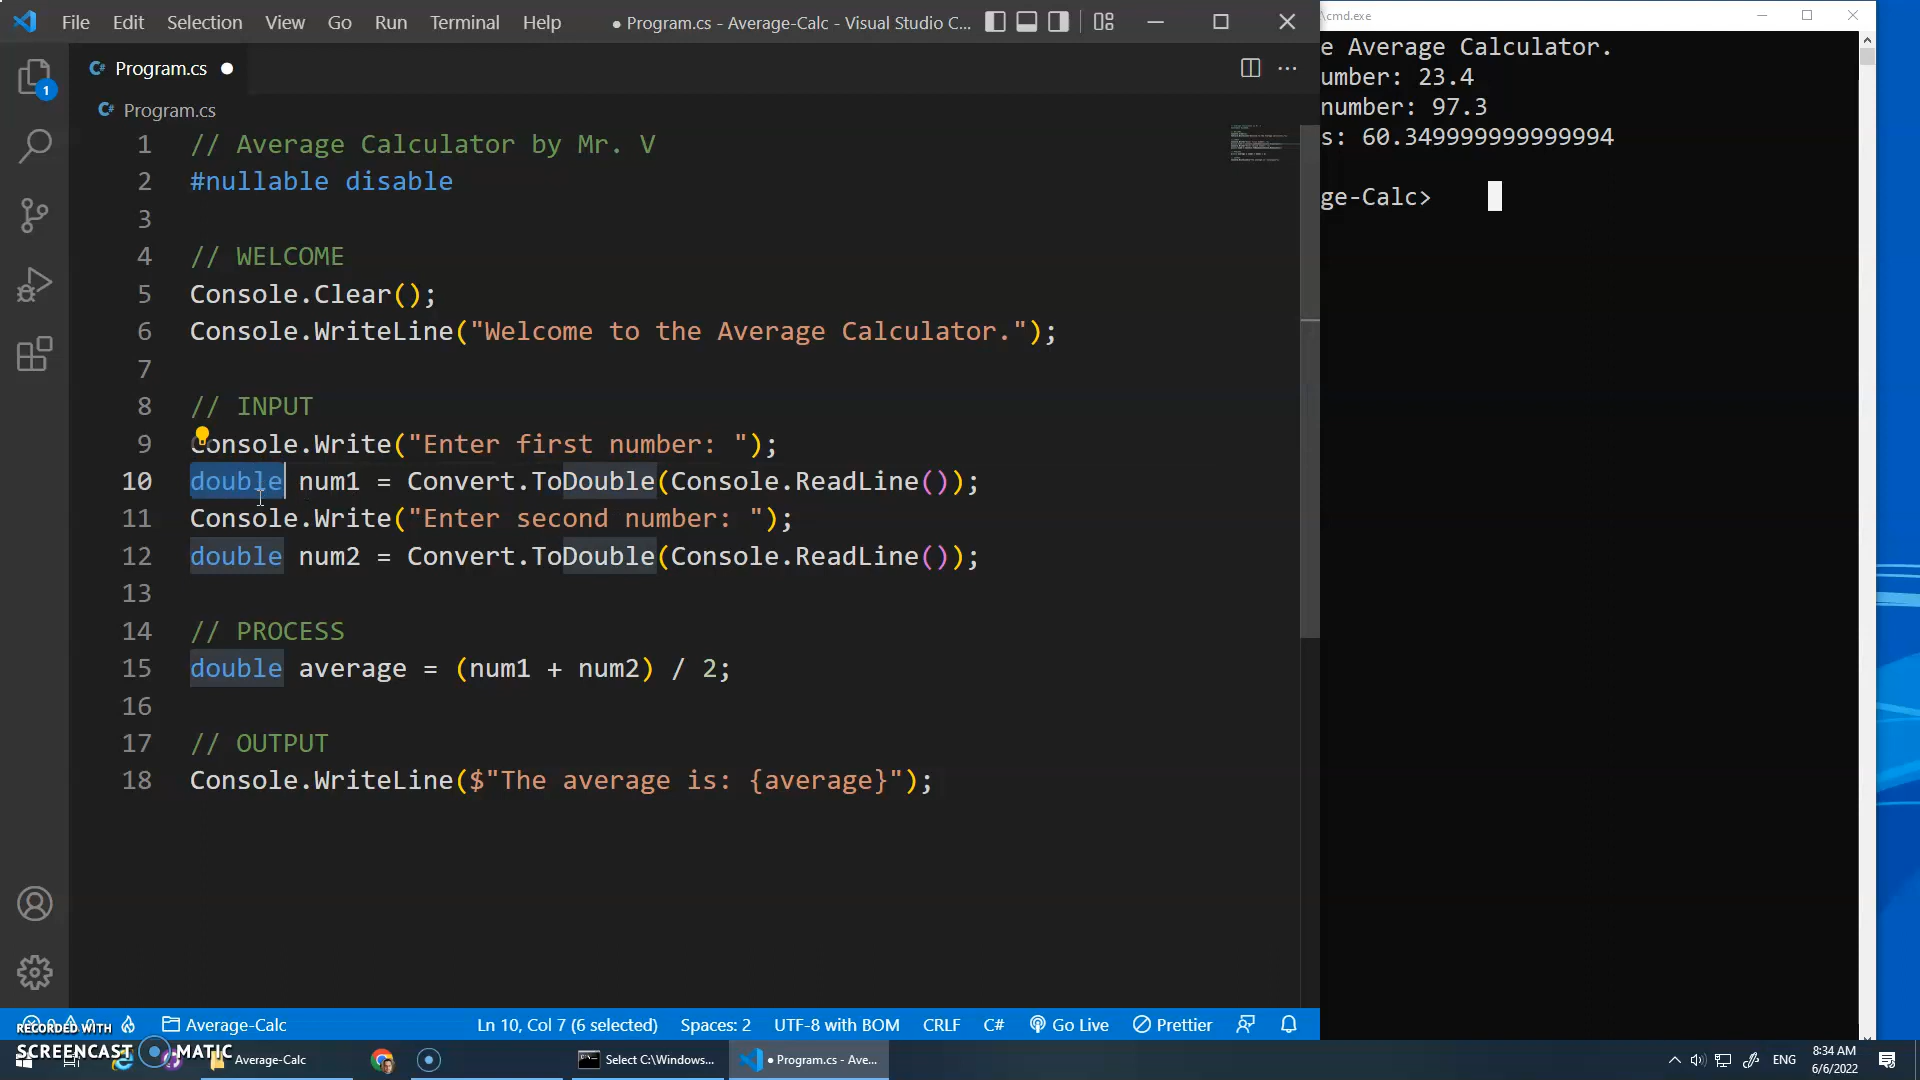 File Edit Selection View Go Run Terminal Help ● Program.cs - Average-Calc - Visual Studio C...
C# Program.cs ●
C# Program.cs
1 // Average Calculator by Mr. V
2 #nullable disable
3
4 // WELCOME
5 Console.Clear();
6 Console.WriteLine("Welcome to the Average Calculator.");
7
8 // INPUT
9 Console.Write("Enter first number: ");
10 double num1 = Convert.ToDouble(Console.ReadLine());
11 Console.Write("Enter second number: ");
12 double num2 = Convert.ToDouble(Console.ReadLine());
13
14 // PROCESS
15 double average = (num1 + num2) / 2;
16
17 // OUTPUT
18 Console.WriteLine($"The average is: {average}");
1
\cmd.exe
e Average Calculator.
umber: 23.4
number: 97.3
s: 60.349999999999994
ge-Calc>
Average-Calc Ln 10, Col 7 (6 selected) Spaces: 2 UTF-8 with BOM CRLF C# Go Live Prettier
RECORDED WITH
SCREENCAST MATIC
Average-Calc Select C:\Windows... ● Program.cs - Ave... ENG 8:34 AM
6/6/2022